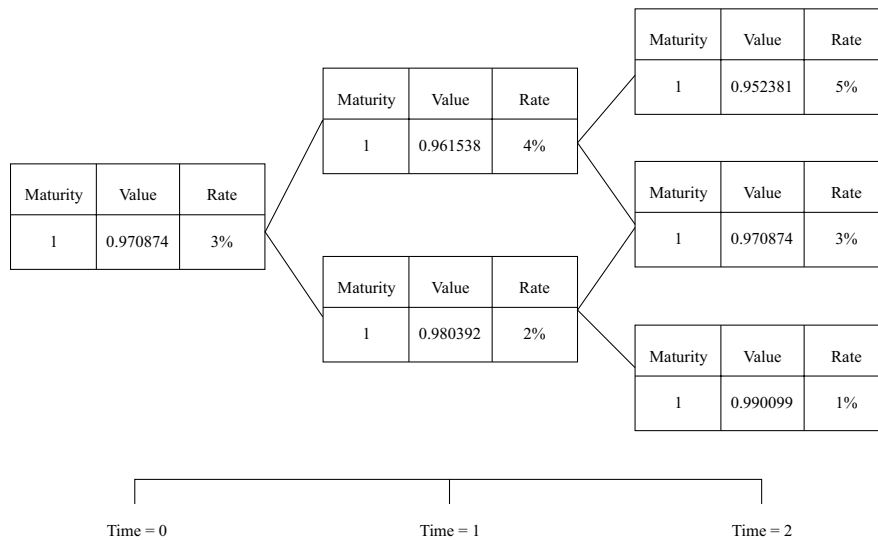 Maturity Value Rate
1 0.952381 5%
Maturity Value Rate
1 0.961538 4%
Maturity Value Rate
1 0.970874 3%
Maturity Value Rate
1 0.970874 3%
Maturity Value Rate
1 0.980392 2%
Maturity Value Rate
1 0.990099 1%
Time = 0 Time = 1 Time = 2